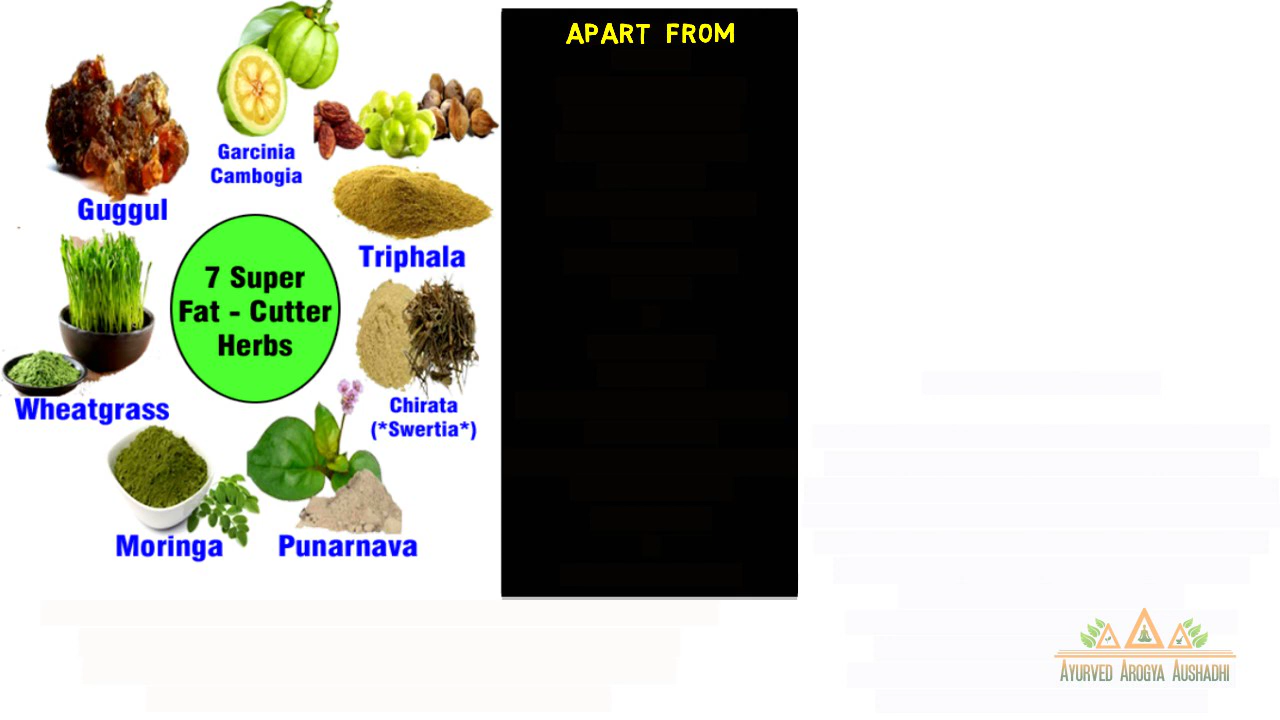 Garcinia
Cambogia
Guggul
Triphala
7 Super
Fat - Cutter
Herbs
Wheatgrass
Chirata
(*Swertia*)
Moringa
Punarnava
APART FROM
AYURVED AROGYA AUSHADHI